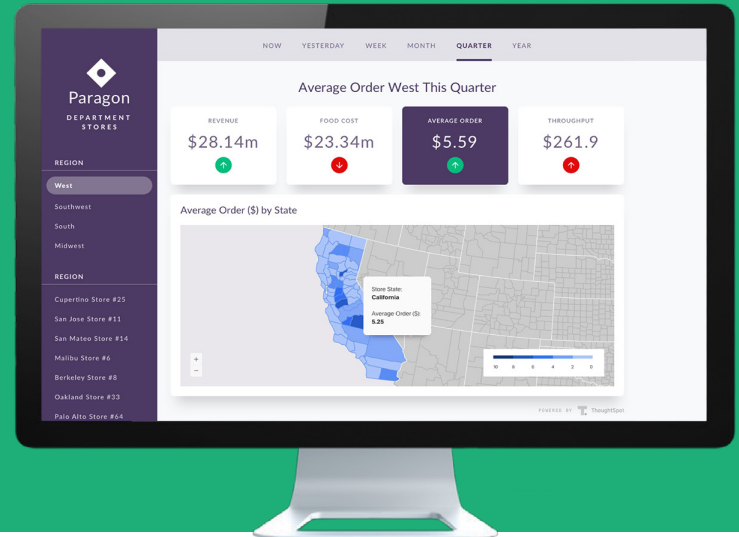 NOW YESTERDAY WEEK MONTH QUARTER YEAR
Paragon
DEPARTMENT
STORES
REGION
West
Southwest
South
Midwest
REGION
Cupertino Store #25
San Jose Store #11
San Mateo Store #14
Malibu Store #6
Berkeley Store #8
Oakland Store #33
Palo Alto Store #64
Average Order West This Quarter
REVENUE
$28.14m
FOOD COST
$23.34m
AVERAGE ORDER
$5.59
THROUGHPUT
$261.9
Average Order ($) by State
Store State:
California
Average Order ($):
5.25
+
−
10 8 6 4 2 0
POWERED BY ThoughtSpot